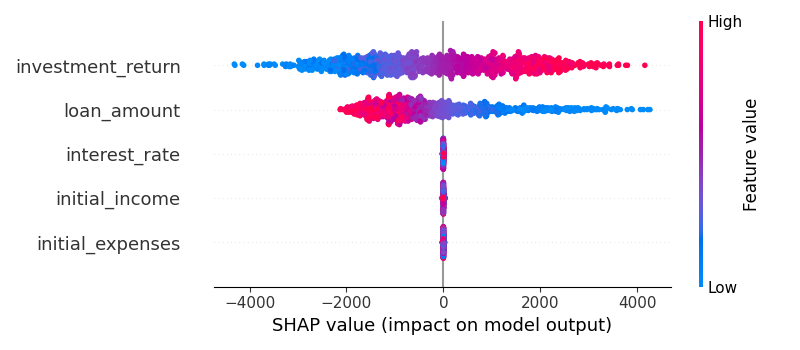 High
investment_return
loan_amount
interest_rate
initial_income
initial_expenses
Feature value
Low
−4000 −2000 0 2000 4000
SHAP value (impact on model output)